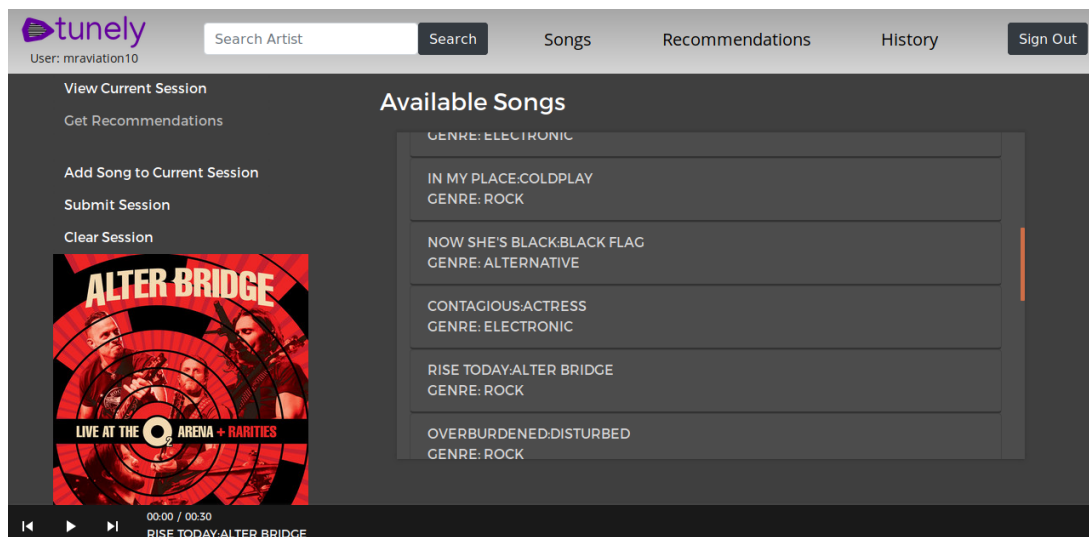 tunely
User: mraviation10
Search Artist
Search
Songs
Recommendations
History
Sign Out
View Current Session
Get Recommendations
Add Song to Current Session
Submit Session
Clear Session
ALTER BRIDGE
LIVE AT THE O2 ARENA + RARITIES
Available Songs
GENRE: ELECTRONIC
IN MY PLACE:COLDPLAY
GENRE: ROCK
NOW SHE'S BLACK:BLACK FLAG
GENRE: ALTERNATIVE
CONTAGIOUS:ACTRESS
GENRE: ELECTRONIC
RISE TODAY:ALTER BRIDGE
GENRE: ROCK
OVERBURDENED:DISTURBED
GENRE: ROCK
00:00 / 00:30
RISE TODAY:ALTER BRIDGE